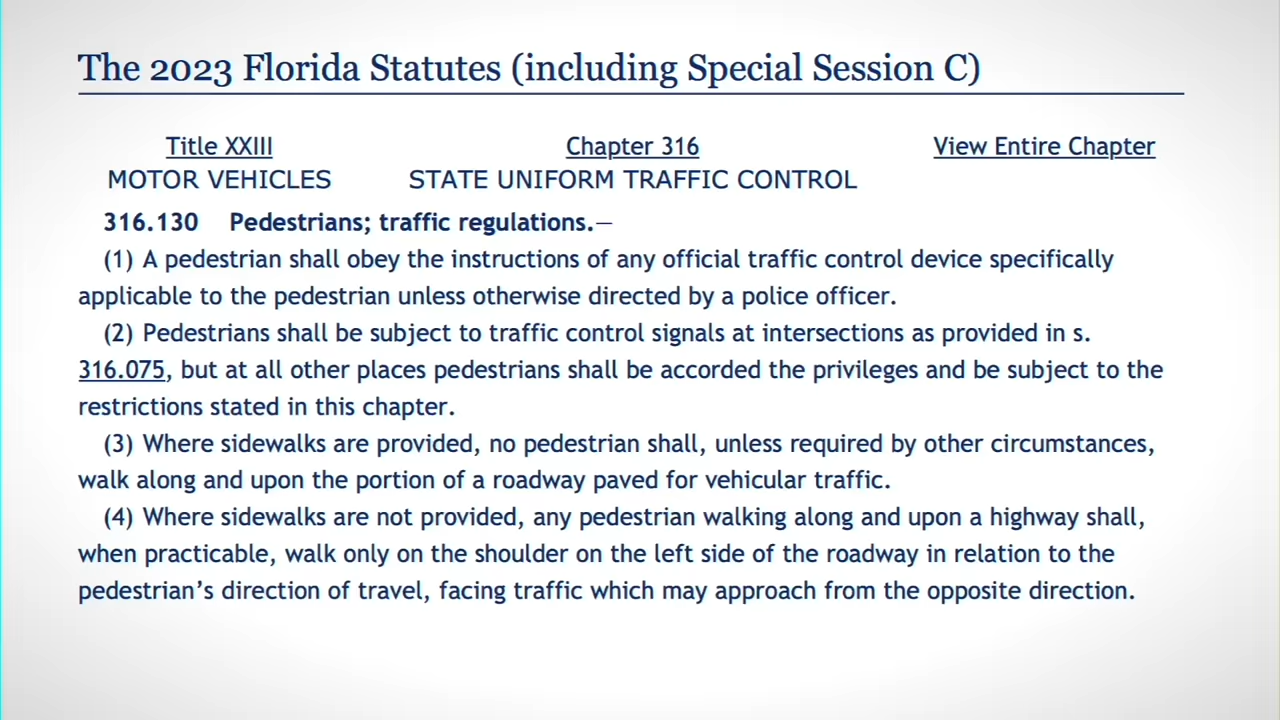 The 2023 Florida Statutes (including Special Session C)
Title XXIII Chapter 316 View Entire Chapter
MOTOR VEHICLES STATE UNIFORM TRAFFIC CONTROL
316.130 Pedestrians; traffic regulations.—
(1) A pedestrian shall obey the instructions of any official traffic control device specifically
applicable to the pedestrian unless otherwise directed by a police officer.
(2) Pedestrians shall be subject to traffic control signals at intersections as provided in s.
316.075, but at all other places pedestrians shall be accorded the privileges and be subject to the
restrictions stated in this chapter.
(3) Where sidewalks are provided, no pedestrian shall, unless required by other circumstances,
walk along and upon the portion of a roadway paved for vehicular traffic.
(4) Where sidewalks are not provided, any pedestrian walking along and upon a highway shall,
when practicable, walk only on the shoulder on the left side of the roadway in relation to the
pedestrian’s direction of travel, facing traffic which may approach from the opposite direction.